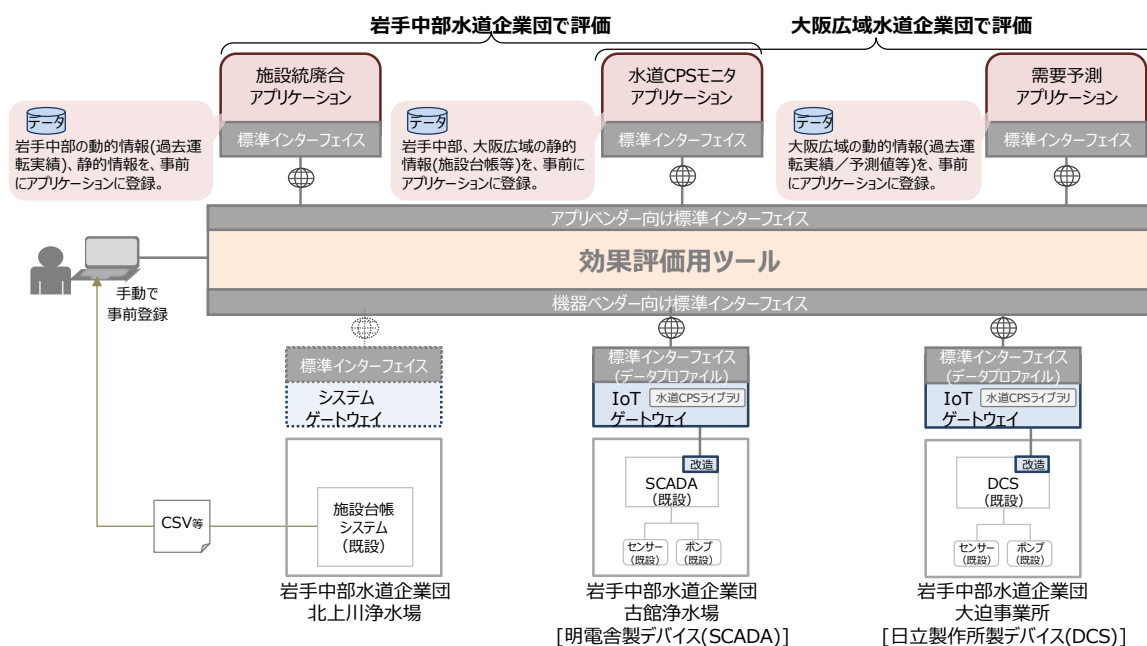 岩手中部水道企業団で評価
大阪広域水道企業団で評価
施設統廃合
アプリケーション
標準インターフェイス
水道CPSモニタ
アプリケーション
標準インターフェイス
需要予測
アプリケーション
標準インターフェイス
データ
岩手中部の動的情報(過去運
転実績)、静的情報を、事前
にアプリケーションに登録。
データ
岩手中部、大阪広域の静的
情報(施設台帳等)を、事前に
アプリケーションに登録。
データ
大阪広域の動的情報(過去運
転実績／予測値等)を、事前
にアプリケーションに登録。
アプリベンダー向け標準インターフェイス
効果評価用ツール
機器ベンダー向け標準インターフェイス
手動で
事前登録
標準インターフェイス
システム
ゲートウェイ
標準インターフェイス
(データプロファイル)
IoT 水道CPSライブラリ
ゲートウェイ
標準インターフェイス
(データプロファイル)
IoT 水道CPSライブラリ
ゲートウェイ
CSV等
施設台帳
システム
(既設)
改造
SCADA
(既設)
センサー
(既設)
ポンプ
(既設)
改造
DCS
(既設)
センサー
(既設)
ポンプ
(既設)
岩手中部水道企業団
北上川浄水場
岩手中部水道企業団
古館浄水場
[明電舎製デバイス(SCADA)]
岩手中部水道企業団
大迫事業所
[日立製作所製デバイス(DCS)]